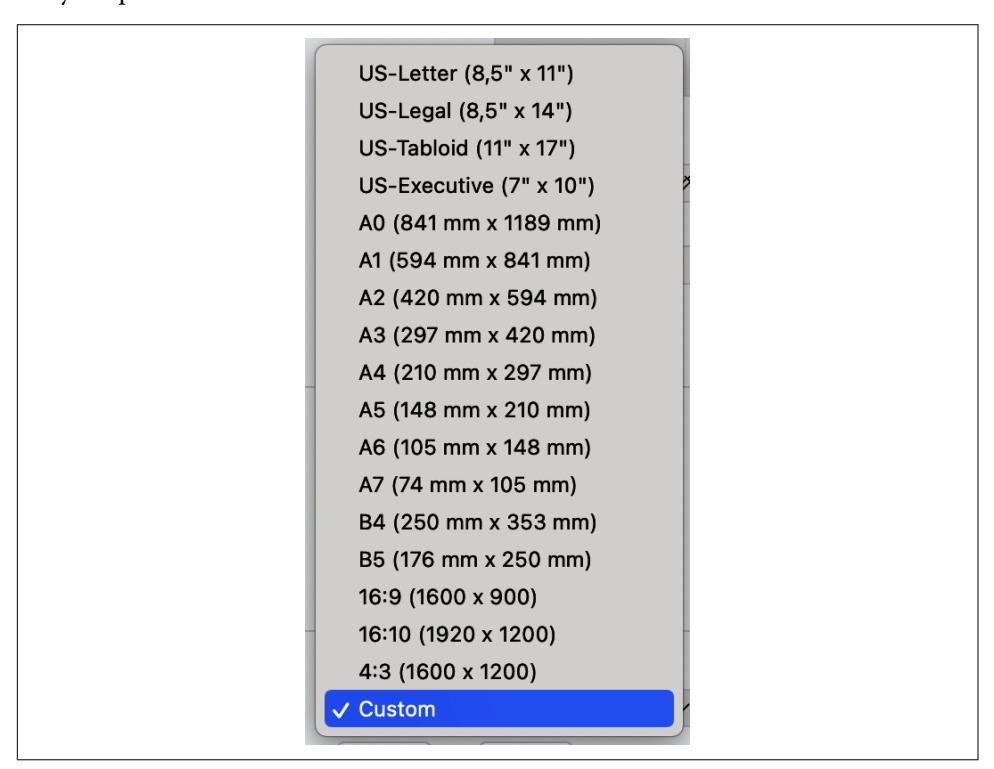 US-Letter (8,5" x 11")
US-Legal (8,5" x 14")
US-Tabloid (11" x 17")
US-Executive (7" x 10")
A0 (841 mm x 1189 mm)
A1 (594 mm x 841 mm)
A2 (420 mm x 594 mm)
A3 (297 mm x 420 mm)
A4 (210 mm x 297 mm)
A5 (148 mm x 210 mm)
A6 (105 mm x 148 mm)
A7 (74 mm x 105 mm)
B4 (250 mm x 353 mm)
B5 (176 mm x 250 mm)
16:9 (1600 x 900)
16:10 (1920 x 1200)
4:3 (1600 x 1200)
✓ Custom